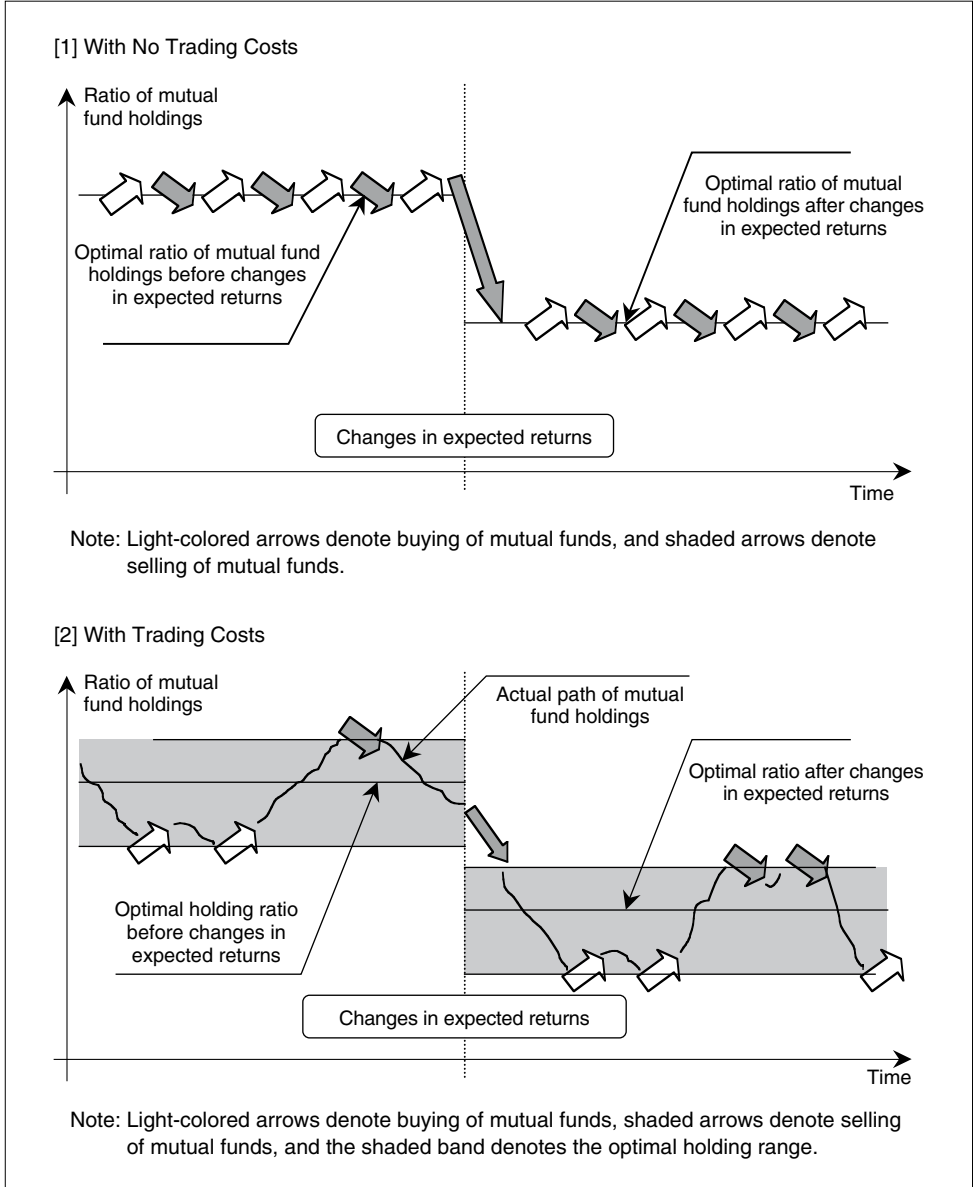 [1] With No Trading Costs
Ratio of mutual
fund holdings
Optimal ratio of mutual
fund holdings after changes
in expected returns
Optimal ratio of mutual fund
holdings before changes
in expected returns
Changes in expected returns
Time
Note: Light-colored arrows denote buying of mutual funds, and shaded arrows denote
selling of mutual funds.
[2] With Trading Costs
Ratio of mutual
fund holdings
Actual path of mutual
fund holdings
Optimal ratio after changes
in expected returns
Optimal holding ratio
before changes in
expected returns
Changes in expected returns
Time
Note: Light-colored arrows denote buying of mutual funds, shaded arrows denote selling
of mutual funds, and the shaded band denotes the optimal holding range.